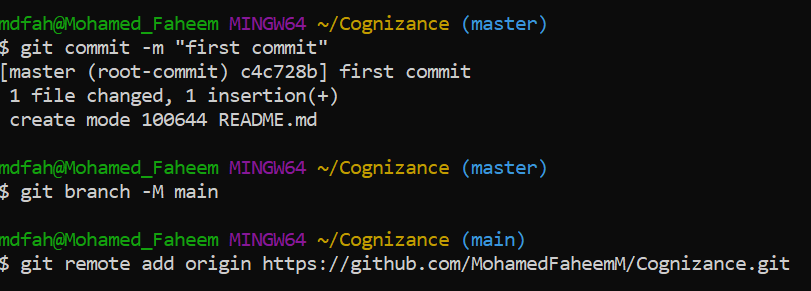 mdfah@Mohamed_Faheem MINGW64 ~/Cognizance (master)
$ git commit -m "first commit"
[master (root-commit) c4c728b] first commit
 1 file changed, 1 insertion(+)
 create mode 100644 README.md
mdfah@Mohamed_Faheem MINGW64 ~/Cognizance (master)
$ git branch -M main
mdfah@Mohamed_Faheem MINGW64 ~/Cognizance (main)
$ git remote add origin https://github.com/MohamedFaheemM/Cognizance.git